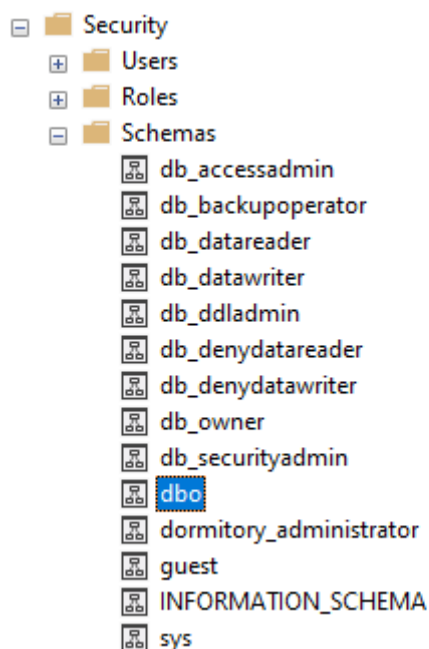 Security
Users
Roles
Schemas
db_accessadmin
db_backupoperator
db_datareader
db_datawriter
db_ddladmin
db_denydatareader
db_denydatawriter
db_owner
db_securityadmin
dbo
dormitory_administrator
guest
INFORMATION_SCHEMA
sys